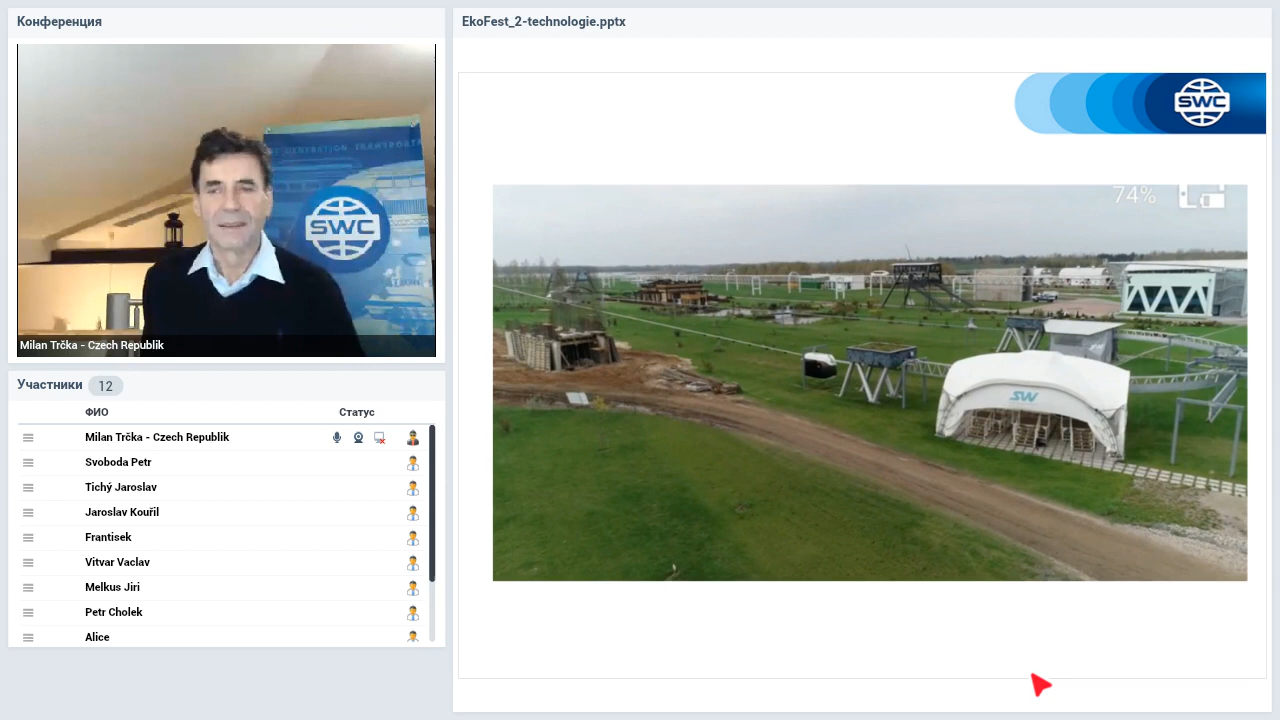 Конференция
SWC
Milan Trčka - Czech Republik
Участники 12
ФИО Статус
Milan Trčka - Czech Republik
Svoboda Petr
Tichý Jaroslav
Jaroslav Kouřil
Frantisek
Vitvar Vaclav
Melkus Jiri
Petr Cholek
Alice
EkoFest_2-technologie.pptx
SWC
74%
SW